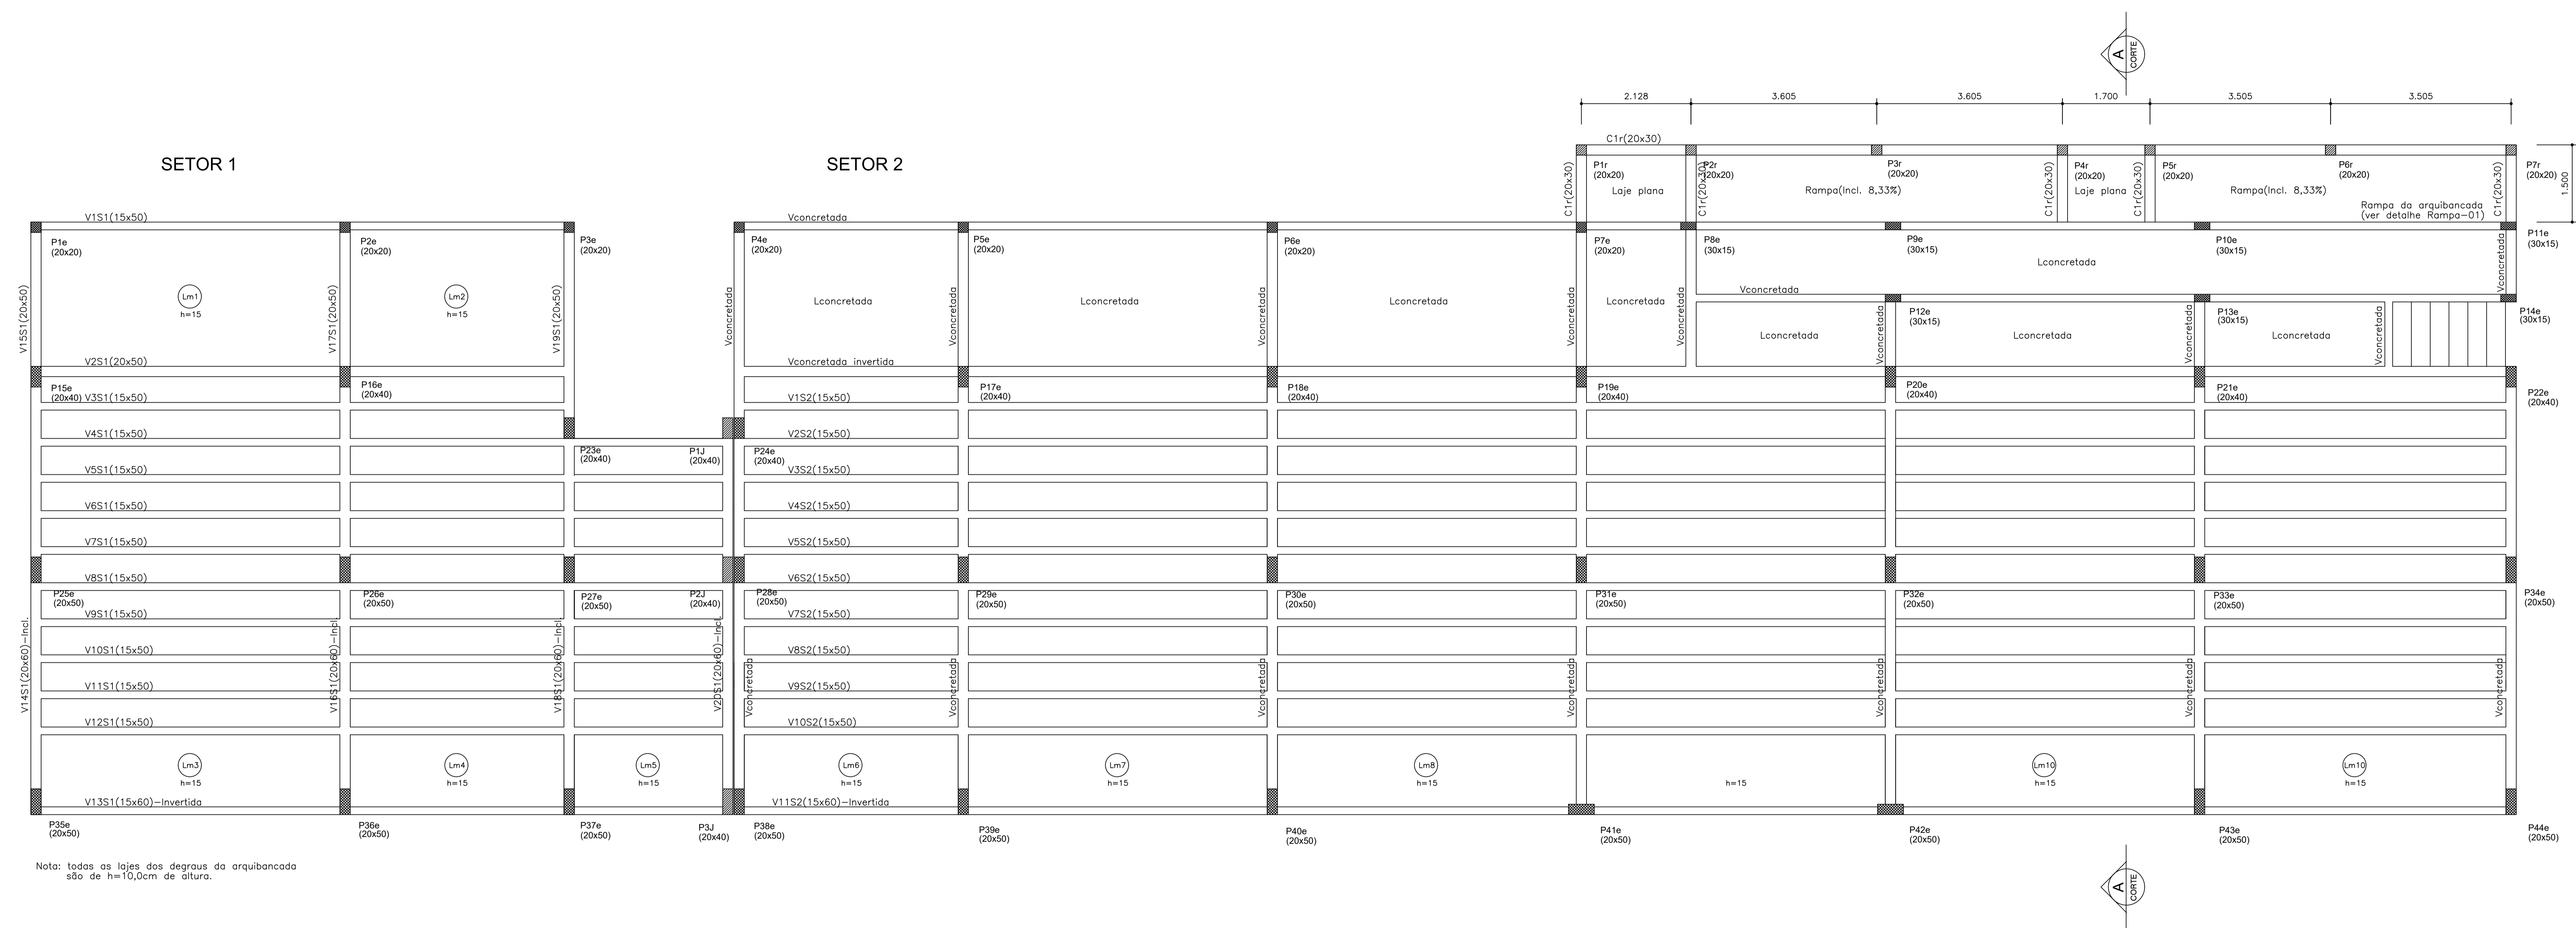 A
CORTE
2.128
3.605
3.605
1.700
3.505
3.505
1.500
SETOR 1
SETOR 2
C1r(20x30)
C1r(20x30)
P1r
(20x20)
Laje plana
C1r(20x30)
P2r
(20x20)
Rampa(Incl. 8,33%)
P3r
(20x20)
C1r(20x30)
P4r
(20x20)
Laje plana
C1r(20x30)
P5r
(20x20)
Rampa(Incl. 8,33%)
P6r
(20x20)
C1r(20x30)
P7r
(20x20)
Rampa da arquibancada
(ver detalhe Rampa-01)
V1S1(15x50)
Vconcretada
P1e
(20x20)
P2e
(20x20)
P3e
(20x20)
P4e
(20x20)
P5e
(20x20)
P6e
(20x20)
P7e
(20x20)
P8e
(30x15)
P9e
(30x15)
P10e
(30x15)
P11e
(30x15)
V15S1(20x50)
Lm1
h=15
V17S1(20x50)
Lm2
h=15
V19S1(20x50)
Vconcretada
Lconcretada
Vconcretada
Lconcretada
Vconcretada
Lconcretada
Vconcretada
Lconcretada
Vconcretada
Lconcretada
Vconcretada
Vconcretada
Lconcretada
Vconcretada
P12e
(30x15)
Lconcretada
Vconcretada
P13e
(30x15)
Lconcretada
Vconcretada
P14e
(30x15)
V2S1(20x50)
Vconcretada invertida
P15e
(20x40)
P16e
(20x40)
P17e
(20x40)
P18e
(20x40)
P19e
(20x40)
P20e
(20x40)
P21e
(20x40)
P22e
(20x40)
V3S1(15x50)
V1S2(15x50)
V4S1(15x50)
V2S2(15x50)
P23e
(20x40)
P1J
(20x40)
P24e
(20x40)
V5S1(15x50)
V3S2(15x50)
V6S1(15x50)
V4S2(15x50)
V7S1(15x50)
V5S2(15x50)
V8S1(15x50)
V6S2(15x50)
P25e
(20x50)
P26e
(20x50)
P27e
(20x50)
P2J
(20x40)
P28e
(20x50)
P29e
(20x50)
P30e
(20x50)
P31e
(20x50)
P32e
(20x50)
P33e
(20x50)
P34e
(20x50)
V9S1(15x50)
V7S2(15x50)
V10S1(15x50)
V8S2(15x50)
V11S1(15x50)
V9S2(15x50)
V12S1(15x50)
V10S2(15x50)
V14S1(20x60)-Incl.
V16S1(20x60)-Incl.
V18S1(20x60)-Incl.
V20S1(20x60)-Incl.
Vconcretada
Vconcretada
Vconcretada
Vconcretada
Vconcretada
Vconcretada
Vconcretada
Lm3
h=15
Lm4
h=15
Lm5
h=15
Lm6
h=15
Lm7
h=15
Lm8
h=15
h=15
Lm10
h=15
Lm10
h=15
V13S1(15x60)-Invertida
V11S2(15x60)-Invertida
P35e
(20x50)
P36e
(20x50)
P37e
(20x50)
P3J
(20x40)
P38e
(20x50)
P39e
(20x50)
P40e
(20x50)
P41e
(20x50)
P42e
(20x50)
P43e
(20x50)
P44e
(20x50)
Nota: todas as lajes dos degraus da arquibancada
são de h=10,0cm de altura.
A
CORTE